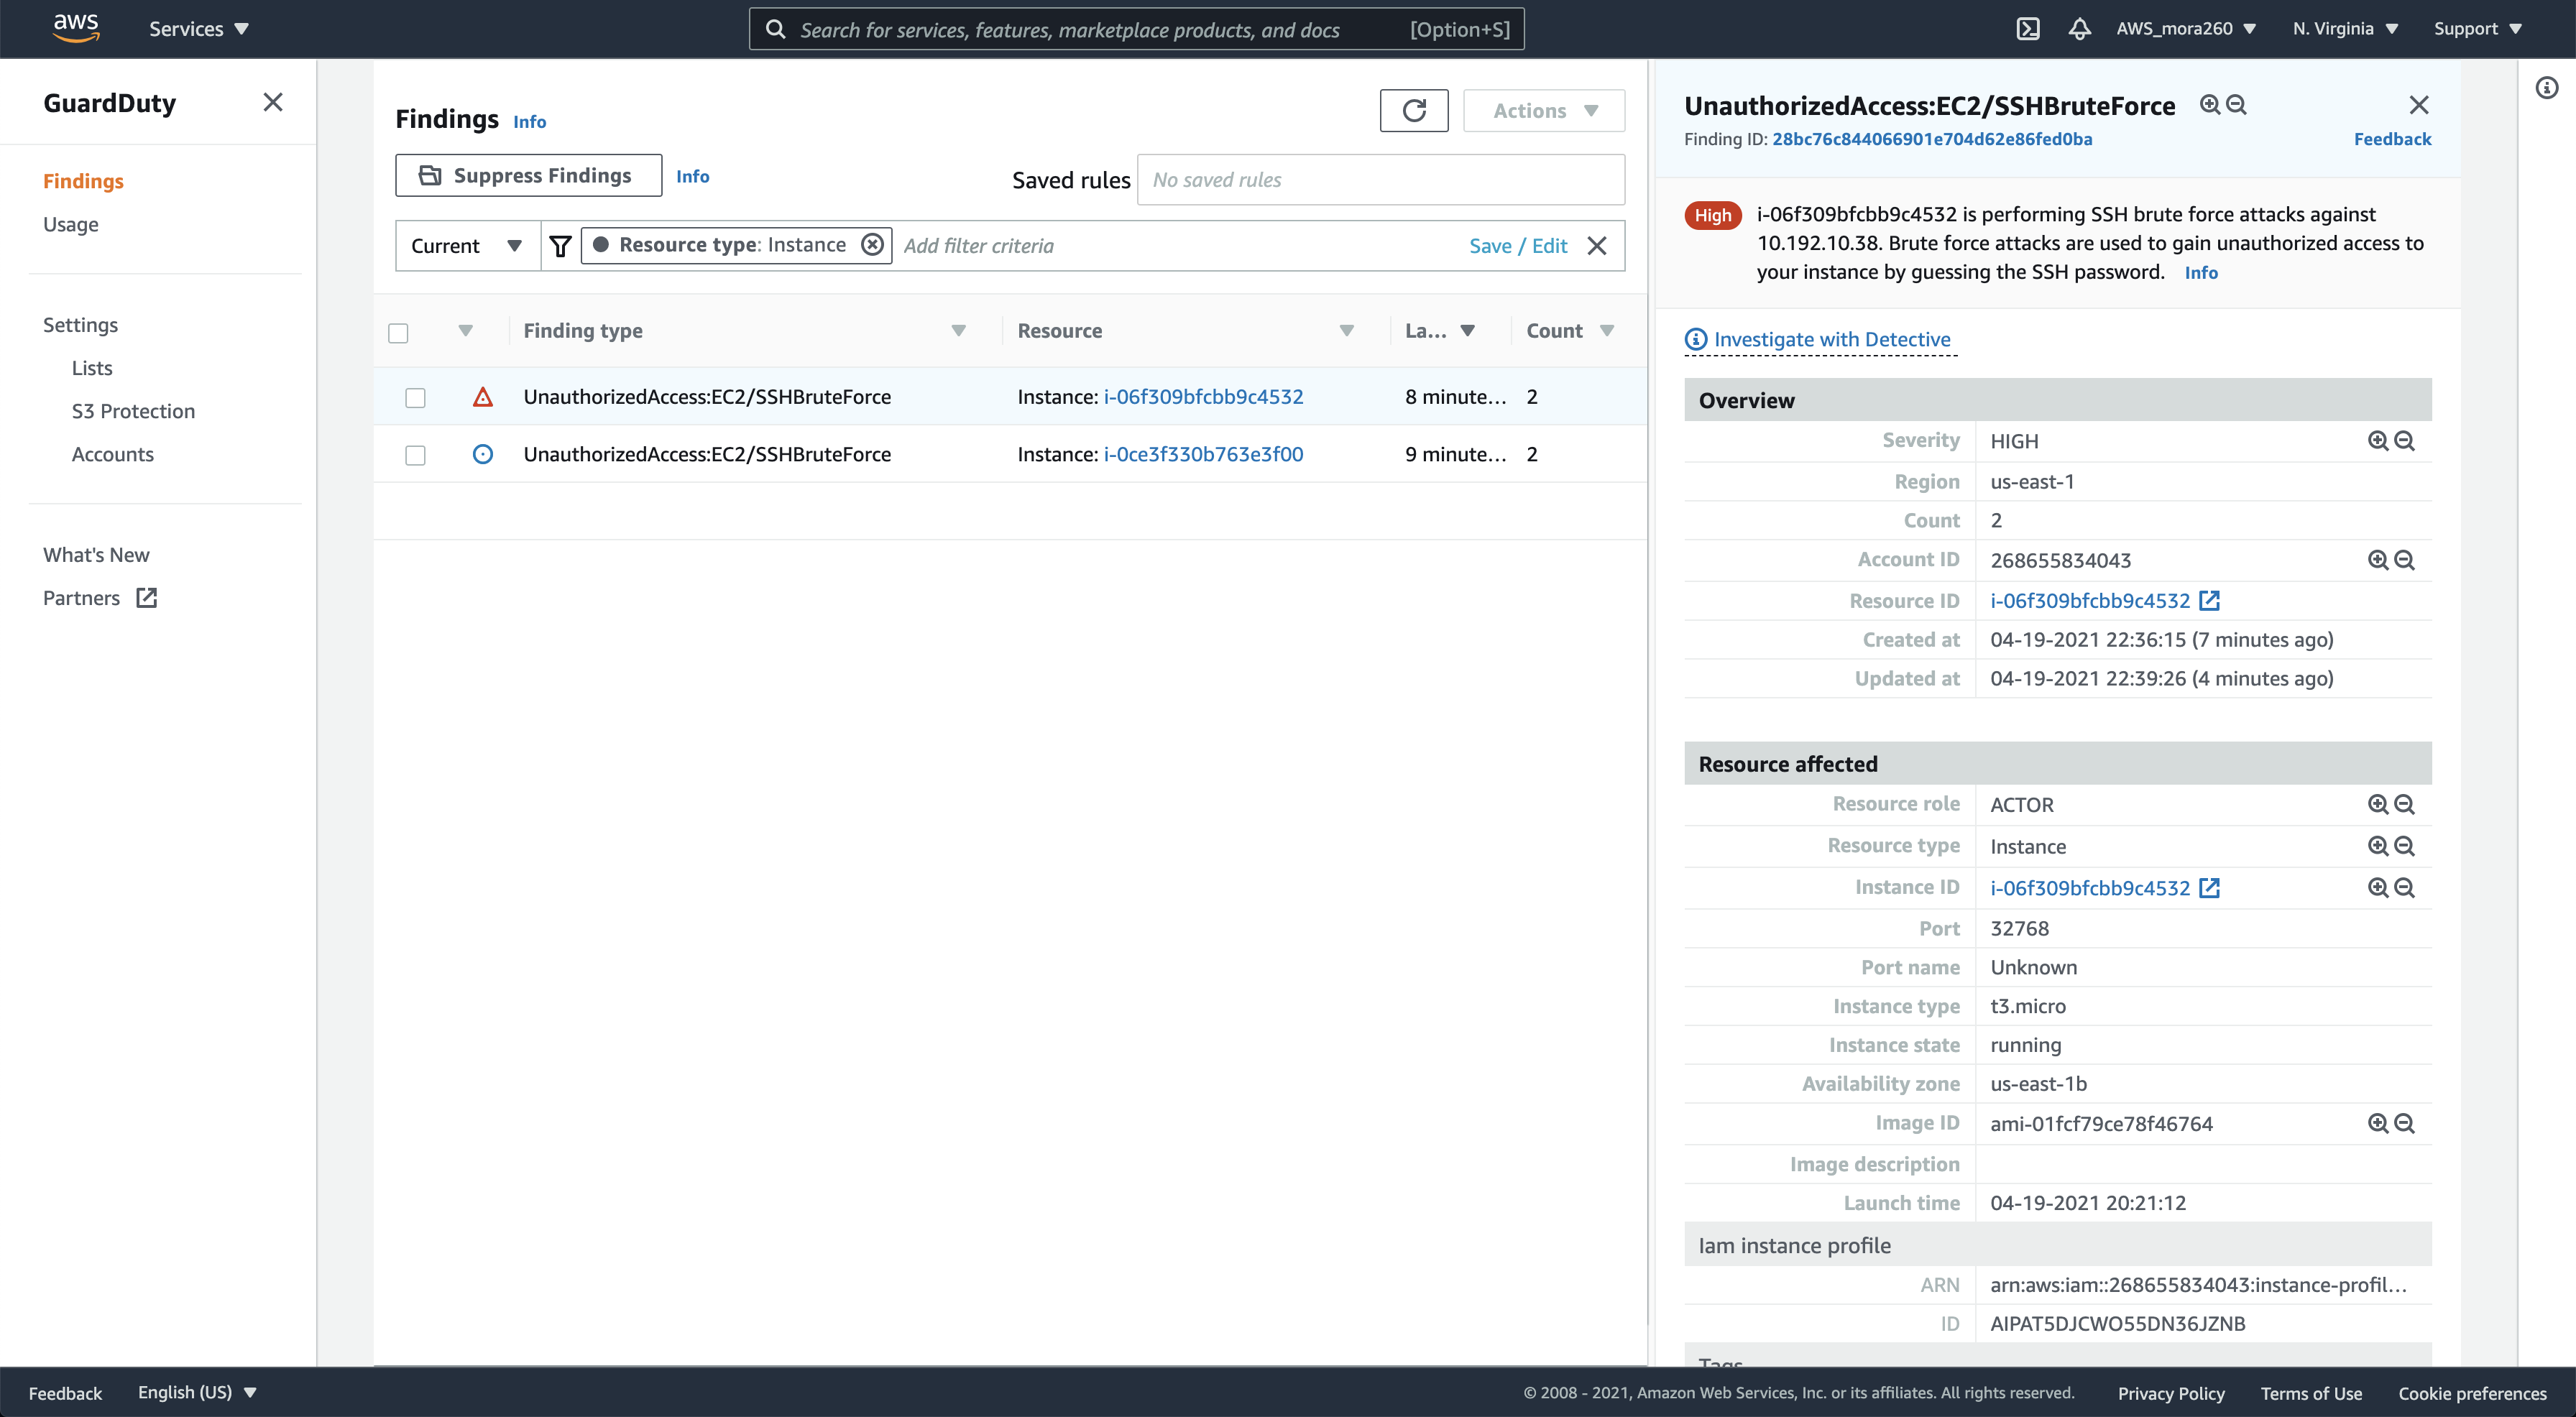 aws
Services
Search for services, features, marketplace products, and docs [Option+S]
AWS_mora260
N. Virginia
Support
GuardDuty
Findings
Usage
Settings
Lists
S3 Protection
Accounts
What's New
Partners
Findings Info
Actions
Suppress Findings Info
Saved rules No saved rules
Current
Resource type: Instance
Add filter criteria
Save / Edit
Finding type Resource La... Count
UnauthorizedAccess:EC2/SSHBruteForce Instance: i-06f309bfcbb9c4532 8 minute... 2
UnauthorizedAccess:EC2/SSHBruteForce Instance: i-0ce3f330b763e3f00 9 minute... 2
UnauthorizedAccess:EC2/SSHBruteForce
Finding ID: 28bc76c844066901e704d62e86fed0ba Feedback
High
i-06f309bfcbb9c4532 is performing SSH brute force attacks against
10.192.10.38. Brute force attacks are used to gain unauthorized access to
your instance by guessing the SSH password. Info
Investigate with Detective
Overview
Severity HIGH
Region us-east-1
Count 2
Account ID 268655834043
Resource ID i-06f309bfcbb9c4532
Created at 04-19-2021 22:36:15 (7 minutes ago)
Updated at 04-19-2021 22:39:26 (4 minutes ago)
Resource affected
Resource role ACTOR
Resource type Instance
Instance ID i-06f309bfcbb9c4532
Port 32768
Port name Unknown
Instance type t3.micro
Instance state running
Availability zone us-east-1b
Image ID ami-01fcf79ce78f46764
Image description
Launch time 04-19-2021 20:21:12
Iam instance profile
ARN arn:aws:iam::268655834043:instance-profil...
ID AIPAT5DJCWO55DN36JZNB
Tags
Feedback
English (US)
© 2008 - 2021, Amazon Web Services, Inc. or its affiliates. All rights reserved.
Privacy Policy
Terms of Use
Cookie preferences